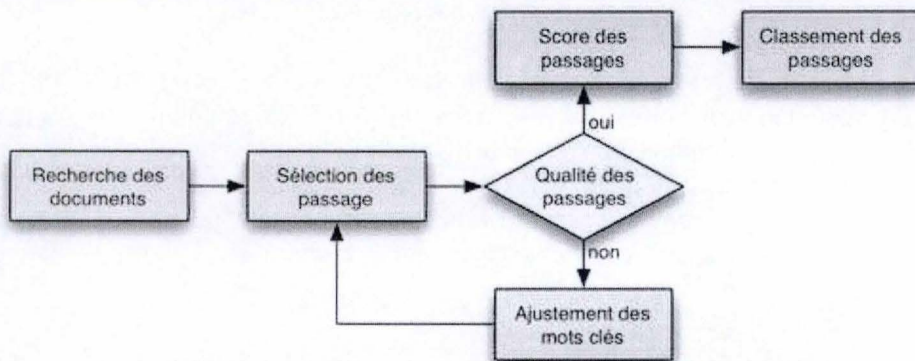 Recherche des
documents
Sélection des
passage
Qualité des
passages
oui
Score des
passages
Classement des
passages
non
Ajustement des
mots clés